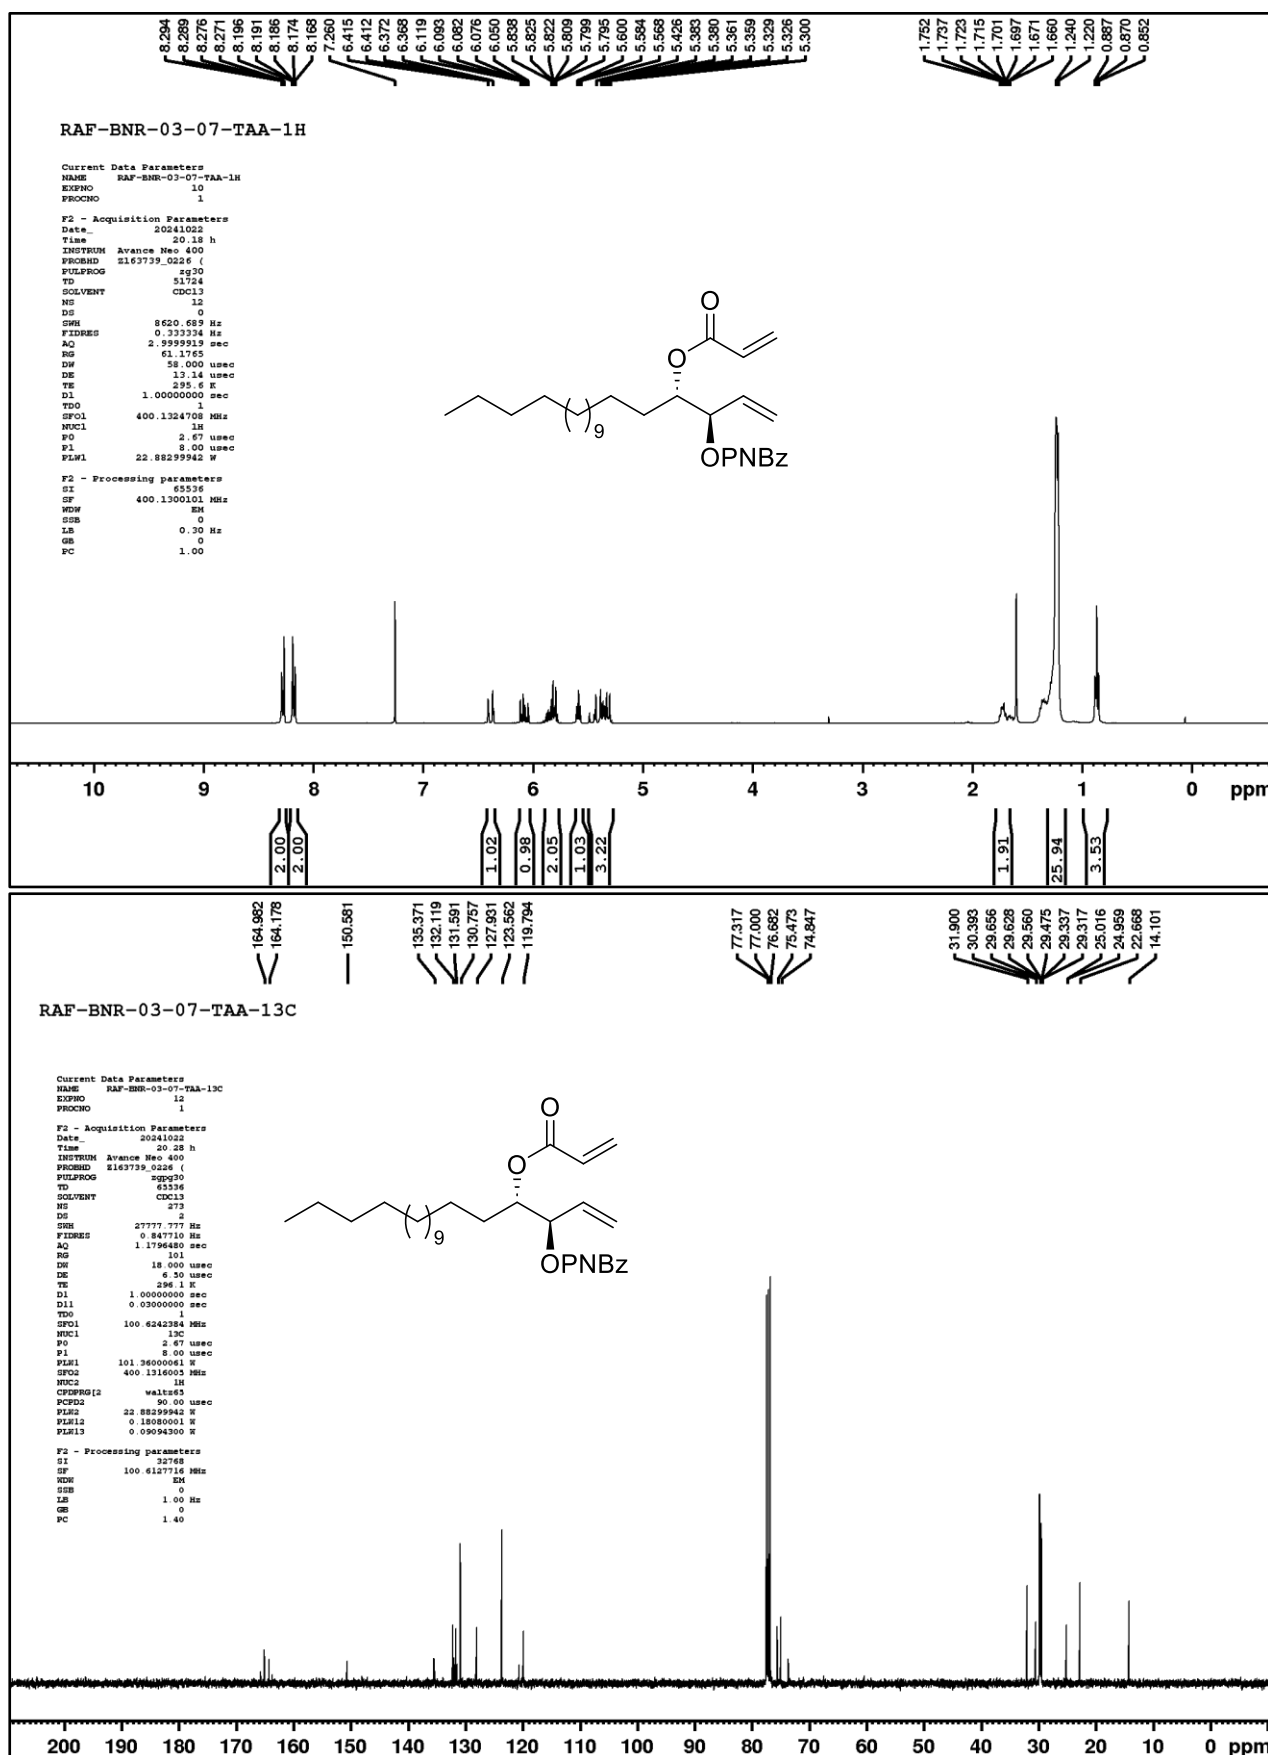 8.294
8.289
8.276
8.271
8.196
8.191
8.186
8.174
8.168
7.260
6.415
6.412
6.372
6.368
6.119
6.093
6.082
6.076
6.050
5.838
5.825
5.822
5.809
5.799
5.795
5.600
5.584
5.568
5.426
5.383
5.380
5.361
5.359
5.329
5.326
5.300
1.752
1.737
1.723
1.715
1.701
1.697
1.671
1.660
1.240
1.220
0.887
0.870
0.852
RAF-BNR-03-07-TAA-1H
Current Data Parameters
NAME RAF-BNR-03-07-TAA-1H
EXPNO 10
PROCNO 1
F2 - Acquisition Parameters
Date_ 20241022
Time 20.18 h
INSTRUM Avance Neo 400
PROBHD Z163739_0226 (
PULPROG zg30
TD 51724
SOLVENT CDCl3
NS 12
DS 0
SWH 8620.689 Hz
FIDRES 0.333334 Hz
AQ 2.9999919 sec
RG 61.1765
DW 58.000 usec
DE 13.14 usec
TE 295.6 K
D1 1.00000000 sec
TD0 1
SFO1 400.1324708 MHz
NUC1 1H
P0 2.67 usec
P1 8.00 usec
PLW1 22.88299942 W
F2 - Processing parameters
SI 65536
SF 400.1300101 MHz
WDW EM
SSB 0
LB 0.30 Hz
GB 0
PC 1.00
O
O
9
OPNBz
10 9 8 7 6 5 4 3 2 1 0 ppm
2.00 2.00 1.02 0.98 2.05 1.03 3.22 1.91 25.94 3.53
164.982
164.178
150.581
135.371
132.119
131.591
130.757
127.931
123.562
119.794
77.317
77.000
76.682
75.473
74.847
31.900
30.393
29.656
29.628
29.560
29.475
29.337
29.317
25.016
24.959
22.668
14.101
RAF-BNR-03-07-TAA-13C
Current Data Parameters
NAME RAF-BNR-03-07-TAA-13C
EXPNO 12
PROCNO 1
F2 - Acquisition Parameters
Date_ 20241022
Time 20.28 h
INSTRUM Avance Neo 400
PROBHD Z163739_0226 (
PULPROG zgpg30
TD 65536
SOLVENT CDCl3
NS 273
DS 2
SWH 27777.777 Hz
FIDRES 0.847710 Hz
AQ 1.1796480 sec
RG 101
DW 18.000 usec
DE 6.50 usec
TE 296.1 K
D1 1.00000000 sec
D11 0.03000000 sec
TD0 1
SFO1 100.6242384 MHz
NUC1 13C
P0 2.67 usec
P1 8.00 usec
PLW1 101.36000061 W
SFO2 400.1316005 MHz
NUC2 1H
CPDPRG[2 waltz65
PCPD2 90.00 usec
PLW2 22.88299942 W
PLW12 0.18080001 W
PLW13 0.09094300 W
F2 - Processing parameters
SI 32768
SF 100.6127716 MHz
WDW EM
SSB 0
LB 1.00 Hz
GB 0
PC 1.40
O
O
9
OPNBz
200 190 180 170 160 150 140 130 120 110 100 90 80 70 60 50 40 30 20 10 0 ppm